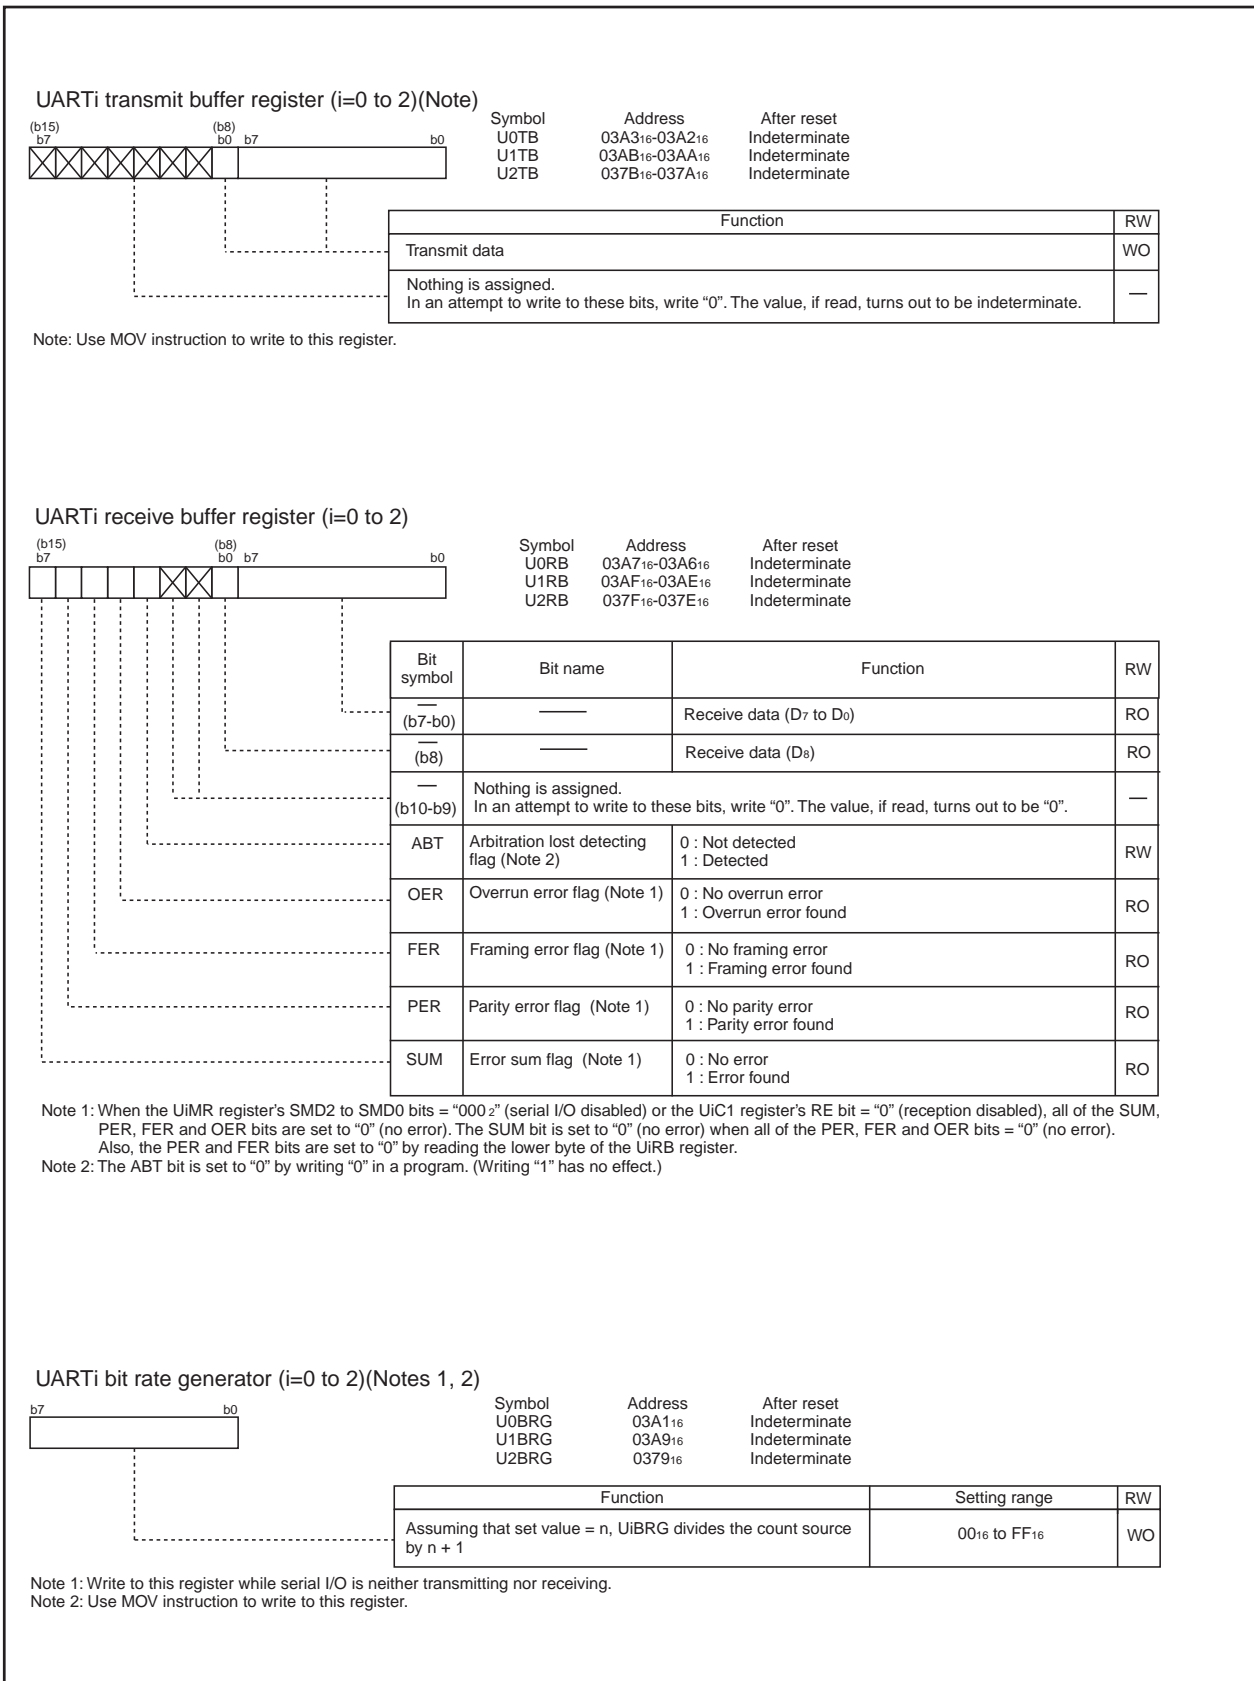 UARTi transmit buffer register (i=0 to 2)(Note)
(b15) (b8)
b7 b0 b7 b0
Symbol Address After reset
U0TB 03A316-03A216 Indeterminate
U1TB 03AB16-03AA16 Indeterminate
U2TB 037B16-037A16 Indeterminate
Function RW
Transmit data WO
Nothing is assigned.
In an attempt to write to these bits, write “0”. The value, if read, turns out to be indeterminate. —
Note: Use MOV instruction to write to this register.
UARTi receive buffer register (i=0 to 2)
(b15) (b8)
b7 b0 b7 b0
Symbol Address After reset
U0RB 03A716-03A616 Indeterminate
U1RB 03AF16-03AE16 Indeterminate
U2RB 037F16-037E16 Indeterminate
Bit symbol Bit name Function RW
— (b7-b0) — Receive data (D7 to D0) RO
— (b8) — Receive data (D8) RO
— (b10-b9) Nothing is assigned.
In an attempt to write to these bits, write “0”. The value, if read, turns out to be “0”. —
ABT Arbitration lost detecting flag (Note 2) 0 : Not detected
1 : Detected RW
OER Overrun error flag (Note 1) 0 : No overrun error
1 : Overrun error found RO
FER Framing error flag (Note 1) 0 : No framing error
1 : Framing error found RO
PER Parity error flag (Note 1) 0 : No parity error
1 : Parity error found RO
SUM Error sum flag (Note 1) 0 : No error
1 : Error found RO
Note 1: When the UiMR register’s SMD2 to SMD0 bits = “0002” (serial I/O disabled) or the UiC1 register’s RE bit = “0” (reception disabled), all of the SUM,
PER, FER and OER bits are set to “0” (no error). The SUM bit is set to “0” (no error) when all of the PER, FER and OER bits = “0” (no error).
Also, the PER and FER bits are set to “0” by reading the lower byte of the UiRB register.
Note 2: The ABT bit is set to “0” by writing “0” in a program. (Writing “1” has no effect.)
UARTi bit rate generator (i=0 to 2)(Notes 1, 2)
b7 b0
Symbol Address After reset
U0BRG 03A116 Indeterminate
U1BRG 03A916 Indeterminate
U2BRG 037916 Indeterminate
Function Setting range RW
Assuming that set value = n, UiBRG divides the count source
by n + 1 0016 to FF16 WO
Note 1: Write to this register while serial I/O is neither transmitting nor receiving.
Note 2: Use MOV instruction to write to this register.